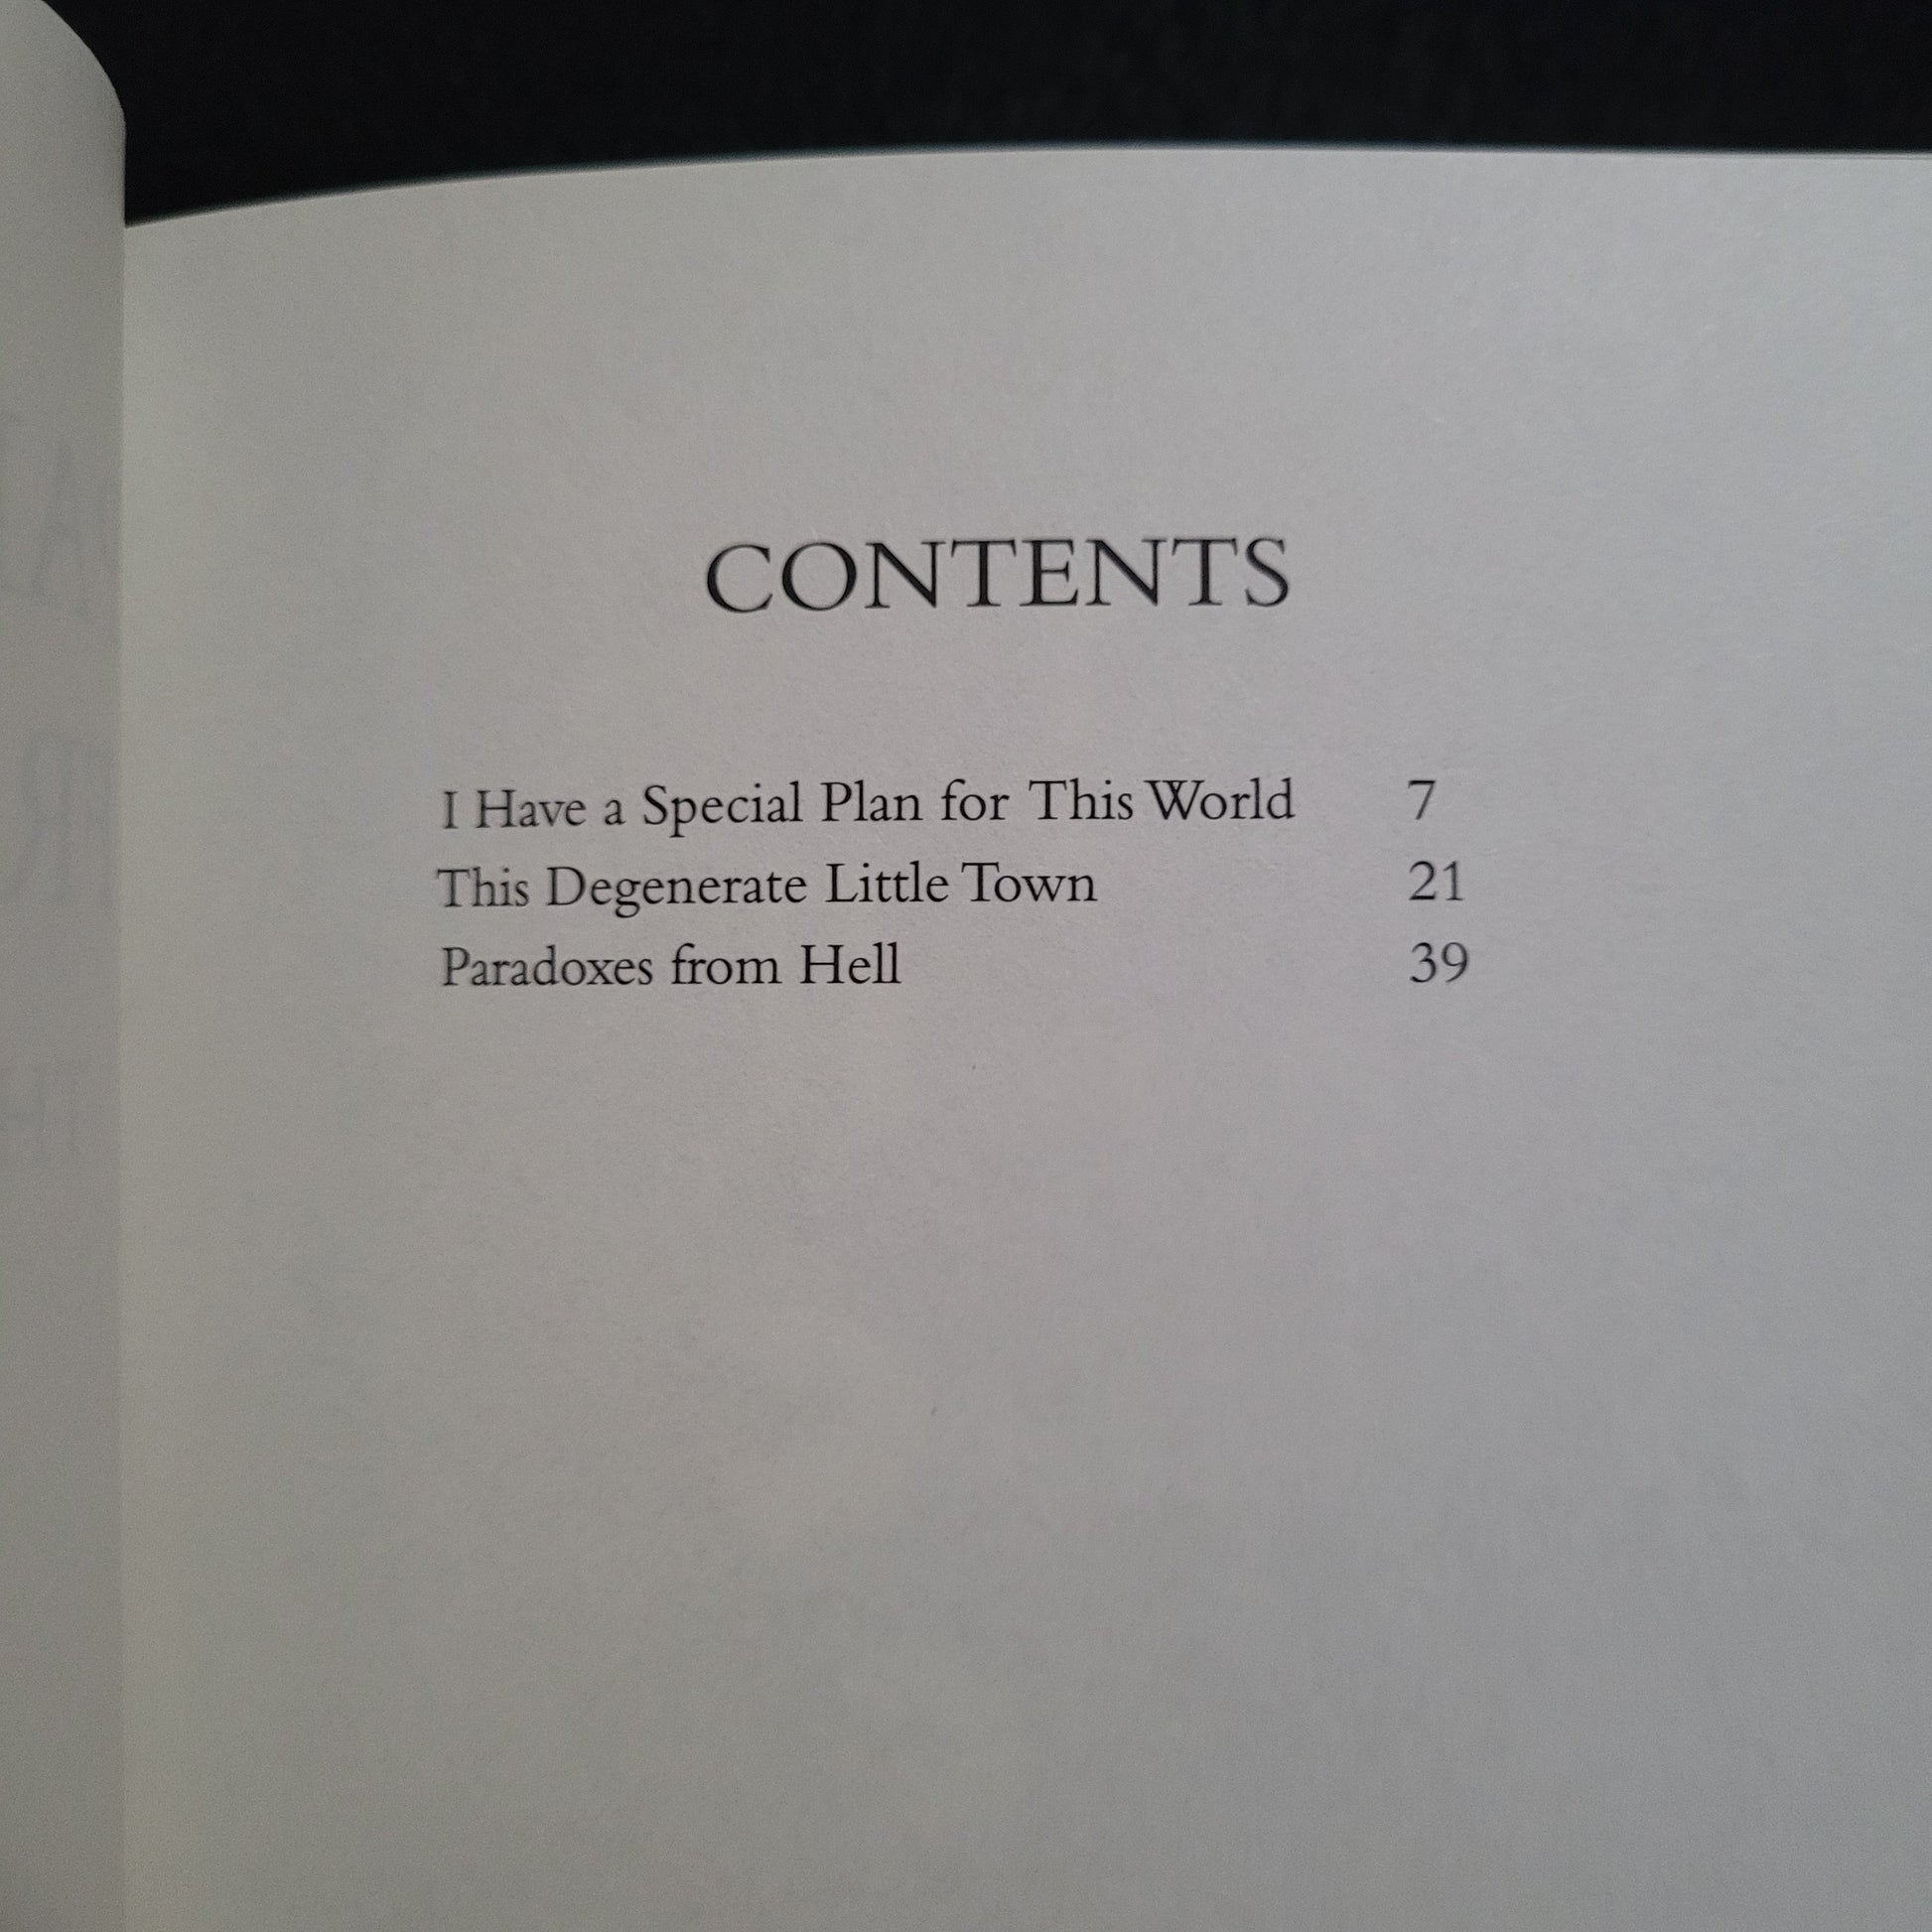 CONTENTS
I Have a Special Plan for This World 7
This Degenerate Little Town 21
Paradoxes from Hell 39